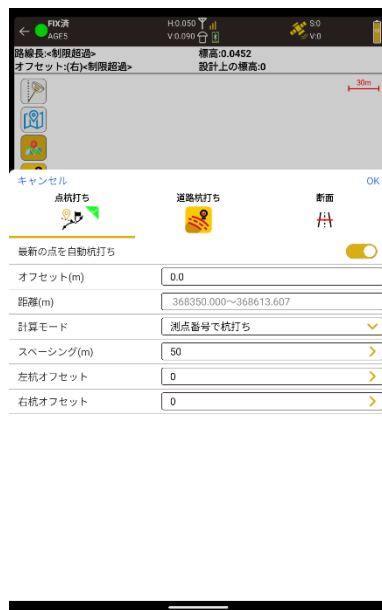 FIX済 H:0.050 S:0
AGE5 V:0.090 V:0
路線長:<制限超過> 標高:0.0452
オフセット:(右)<制限超過> 設計上の標高:0
30m
キャンセル OK
点杭打ち 道路杭打ち 断面
最新の点を自動杭打ち
オフセット(m) 0.0
距離(m) 368350.000～368613.607
計算モード 測点番号で杭打ち
スペーシング(m) 50
左杭オフセット 0
右杭オフセット 0